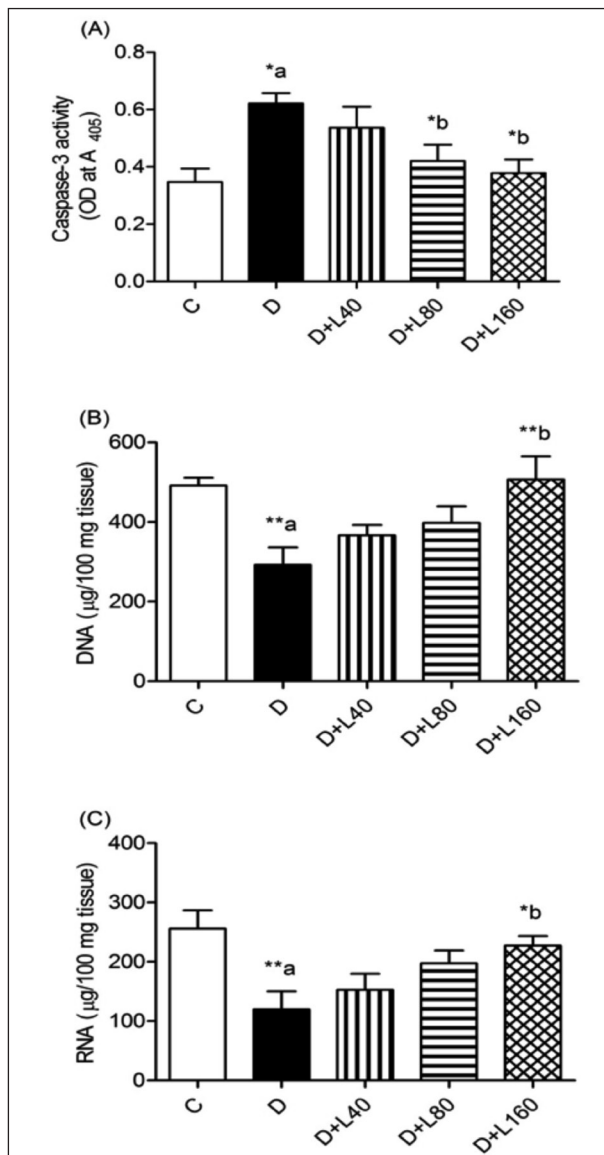 (A)
Caspase-3 activity
(OD at A 405)
0.8
0.6
0.4
0.2
0.0
*a
*b
*b
C
D
D+L40
D+L80
D+L160
(B)
DNA (μg/100 mg tissue)
600
400
200
0
**a
**b
C
D
D+L40
D+L80
D+L160
(C)
RNA (μg/100 mg tissue)
400
300
200
100
0
**a
*b
C
D
D+L40
D+L80
D+L160